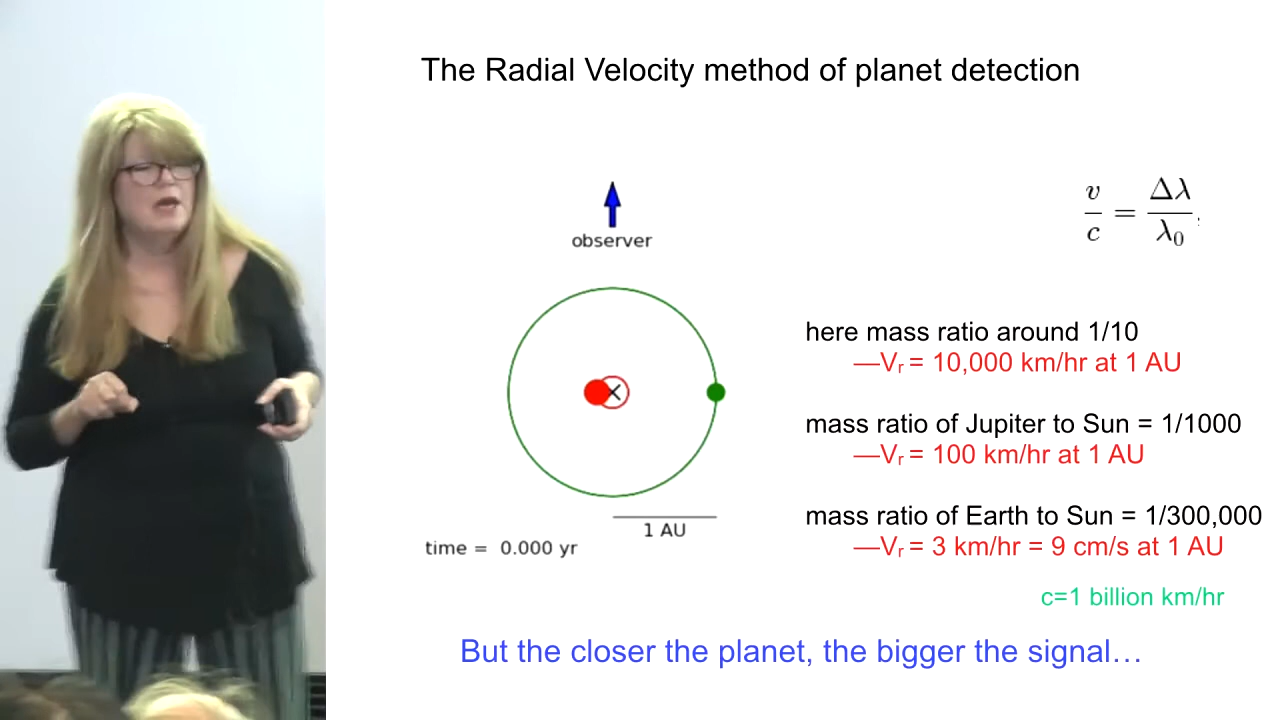 The Radial Velocity method of planet detection
observer
v/c = Δλ/λ₀,
here mass ratio around 1/10
—Vᵣ = 10,000 km/hr at 1 AU
mass ratio of Jupiter to Sun = 1/1000
—Vᵣ = 100 km/hr at 1 AU
mass ratio of Earth to Sun = 1/300,000
—Vᵣ = 3 km/hr = 9 cm/s at 1 AU
1 AU
time = 0.000 yr
c=1 billion km/hr
But the closer the planet, the bigger the signal…